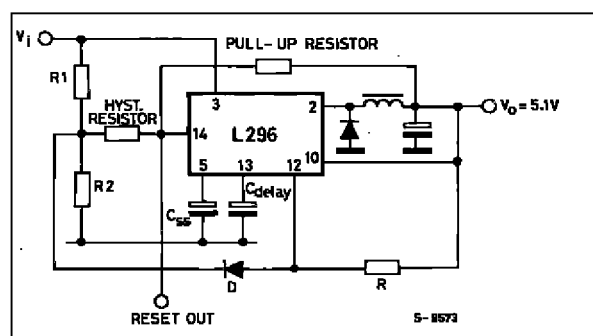 Vi
PULL-UP RESISTOR
R1
HYST.
RESISTOR
3
2
Vo = 5.1V
14
L296
10
5
13
12
R2
Css
Cdelay
D
R
RESET OUT
S-8573